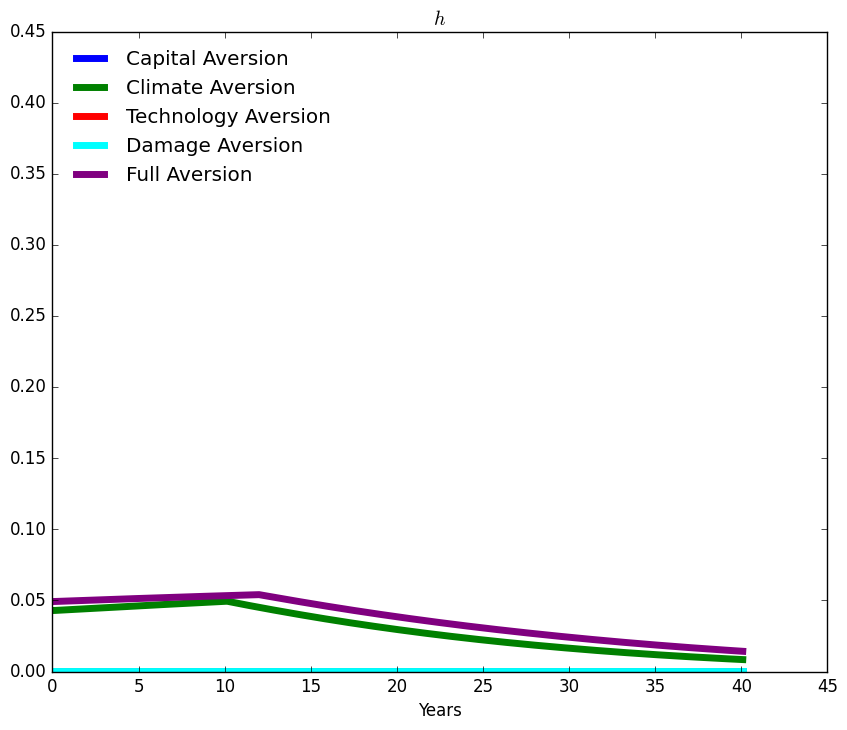 h
0.45
Capital Aversion
Climate Aversion
0.40
Technology Aversion
Damage Aversion
0.35
Full Aversion
0.30
0.25
0.20
0.15
0.10
0.05
0.00
0 5 10 15 20 25 30 35 40 45
Years